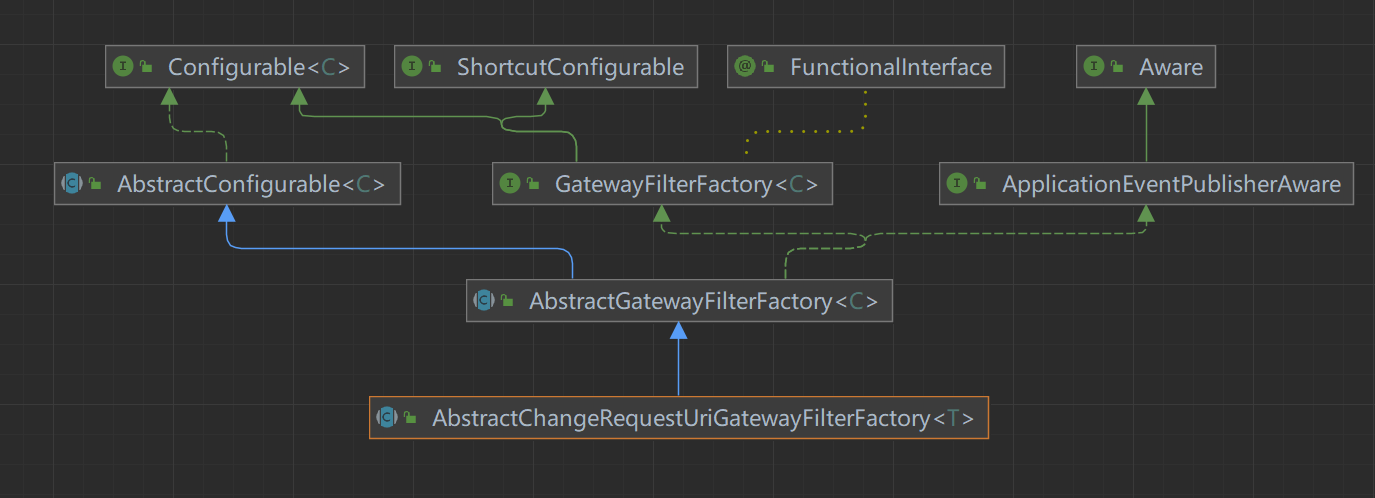 Configurable<C>
ShortcutConfigurable
FunctionalInterface
Aware
AbstractConfigurable<C>
GatewayFilterFactory<C>
ApplicationEventPublisherAware
AbstractGatewayFilterFactory<C>
AbstractChangeRequestUriGatewayFilterFactory<T>